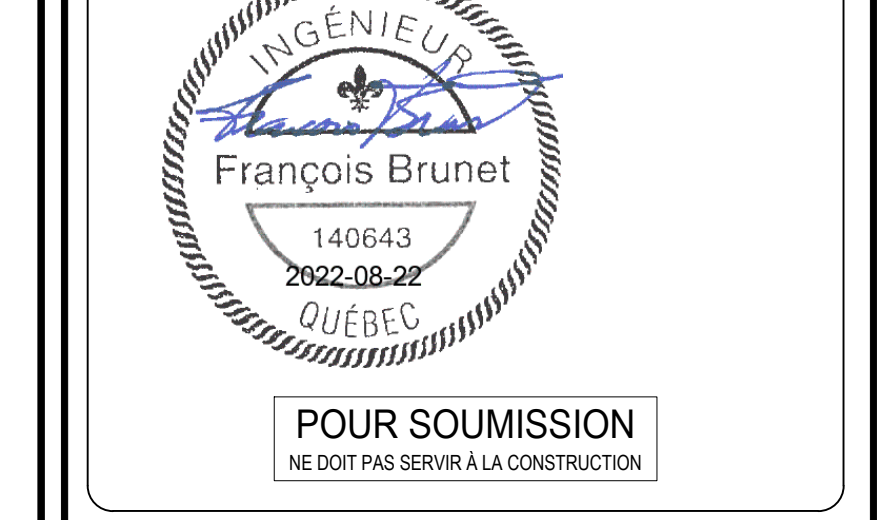 INGÉNIEUR
François Brunet
140643
2022-08-22
QUÉBEC
POUR SOUMISSION
NE DOIT PAS SERVIR À LA CONSTRUCTION